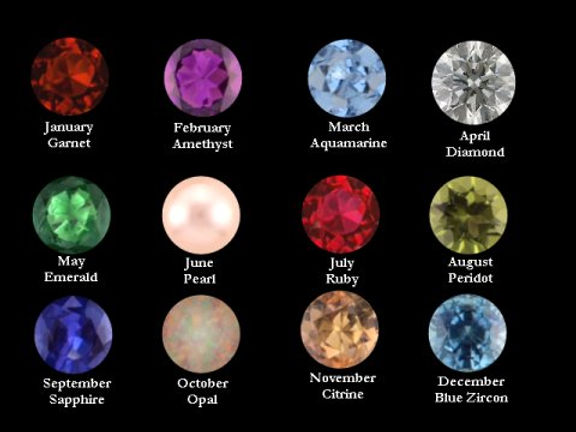 January
Garnet
February
Amethyst
March
Aquamarine
April
Diamond
May
Emerald
June
Pearl
July
Ruby
August
Peridot
September
Sapphire
October
Opal
November
Citrine
December
Blue Zircon